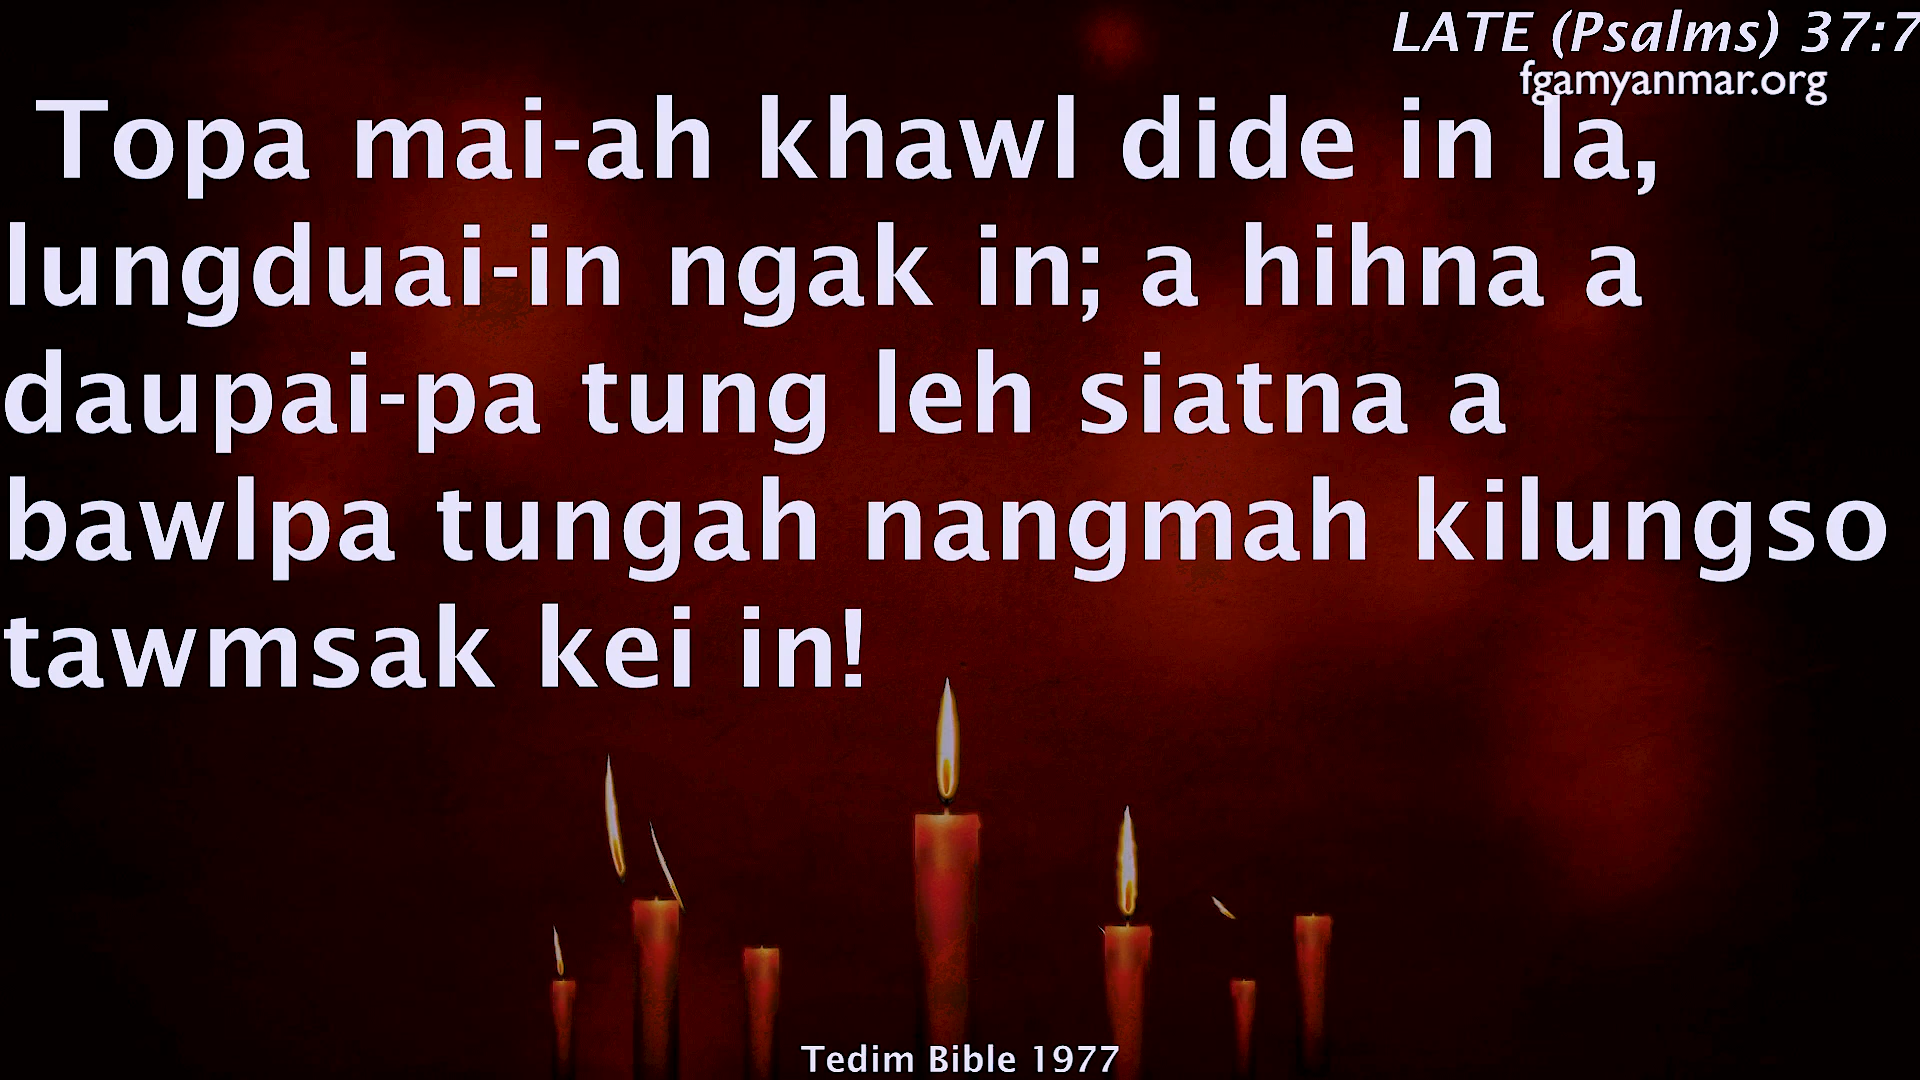 LATE (Psalms) 37:7
fgamyanmar.org
Topa mai-ah khawl dide in la,
lungduai-in ngak in; a hihna a
daupai-pa tung leh siatna a
bawlpa tungah nangmah kilungso
tawmsak kei in!
Tedim Bible 1977